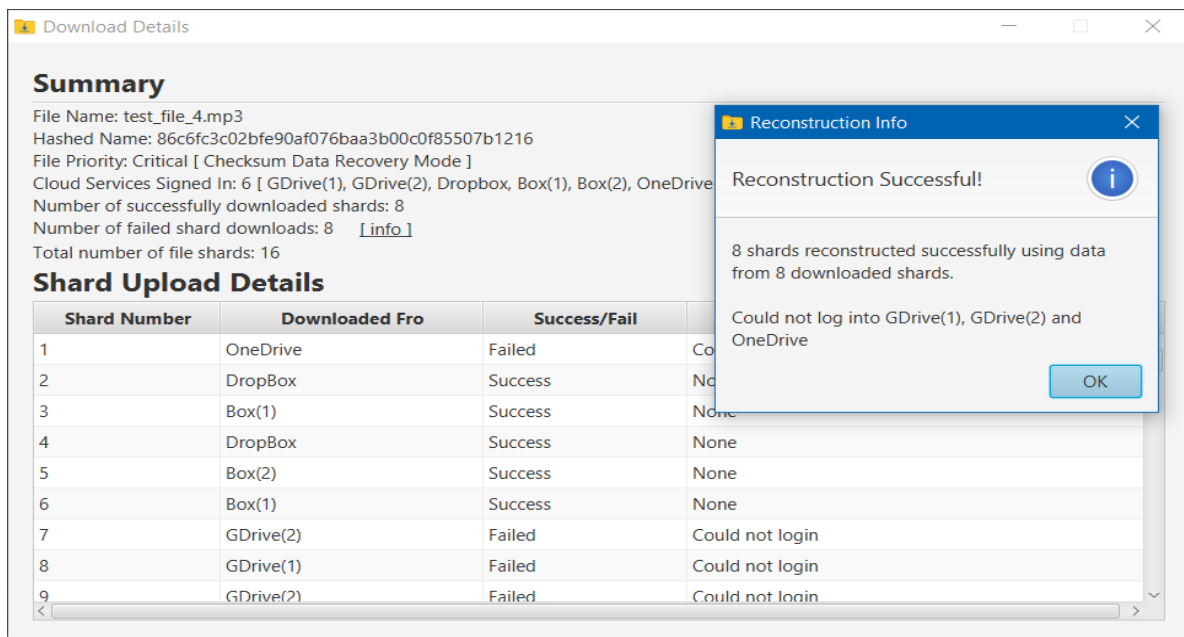 Download Details
Summary
File Name: test_file_4.mp3
Hashed Name: 86c6fc3c02bfe90af076baa3b00c0f85507b1216
File Priority: Critical [ Checksum Data Recovery Mode ]
Cloud Services Signed In: 6 [ GDrive(1), GDrive(2), Dropbox, Box(1), Box(2), OneDrive
Number of successfully downloaded shards: 8
Number of failed shard downloads: 8 [ info ]
Total number of file shards: 16
Shard Upload Details
Shard Number Downloaded Fro Success/Fail
1 OneDrive Failed Co
2 DropBox Success No
3 Box(1) Success None
4 DropBox Success None
5 Box(2) Success None
6 Box(1) Success None
7 GDrive(2) Failed Could not login
8 GDrive(1) Failed Could not login
9 GDrive(2) Failed Could not login
Reconstruction Info
Reconstruction Successful!
i
8 shards reconstructed successfully using data
from 8 downloaded shards.
Could not log into GDrive(1), GDrive(2) and
OneDrive
OK